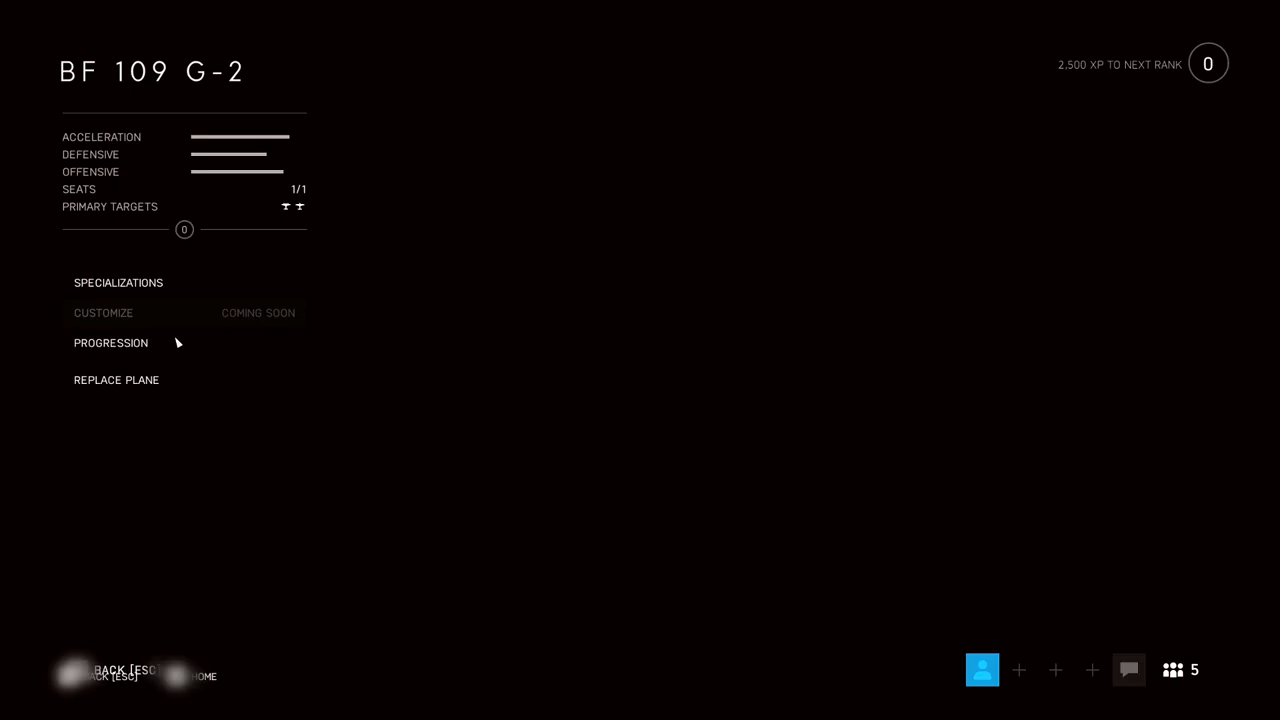 BF 109 G-2
2,500 XP TO NEXT RANK 0
ACCELERATION
DEFENSIVE
OFFENSIVE
SEATS 1/1
PRIMARY TARGETS
0
SPECIALIZATIONS
CUSTOMIZE COMING SOON
PROGRESSION
REPLACE PLANE
BACK [ESC]
HOME
5